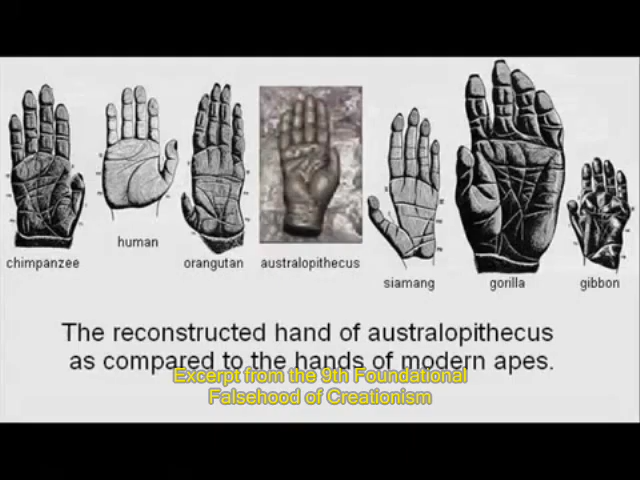 chimpanzee
human
orangutan
australopithecus
siamang
gorilla
gibbon
The reconstructed hand of australopithecus
as compared to the hands of modern apes.
Excerpt from the 9th Foundational
Falsehood of Creationism